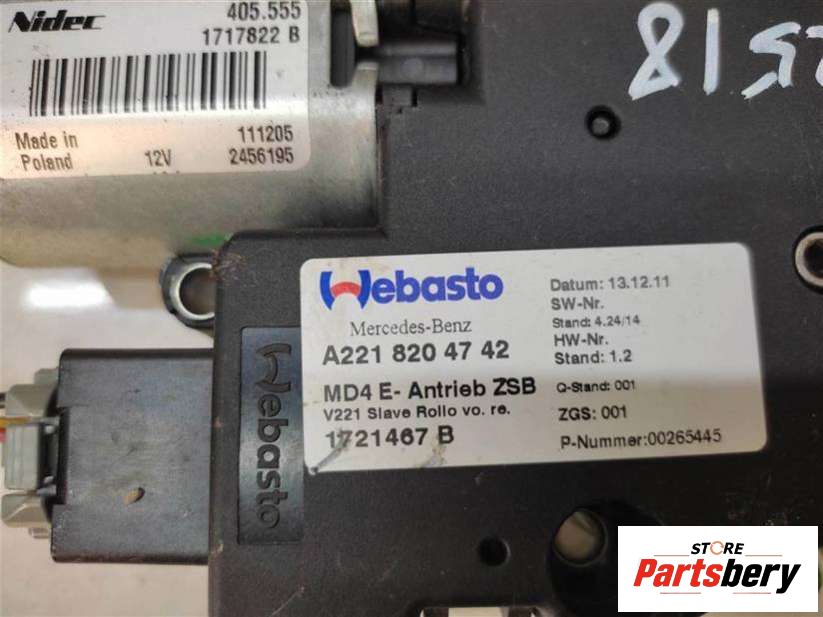 Nidec
405.555
1717822 B
Made in
Poland
12V
111205
2456195
Webasto
Mercedes-Benz
A221 820 47 42
MD4 E- Antrieb ZSB
V221 Slave Rollo vo. re.
1721467 B
Datum: 13.12.11
SW-Nr.
Stand: 4.24/14
HW-Nr.
Stand: 1.2
Q-Stand: 001
ZGS: 001
P-Nummer:00265445
Webasto
STORE
Partsbery